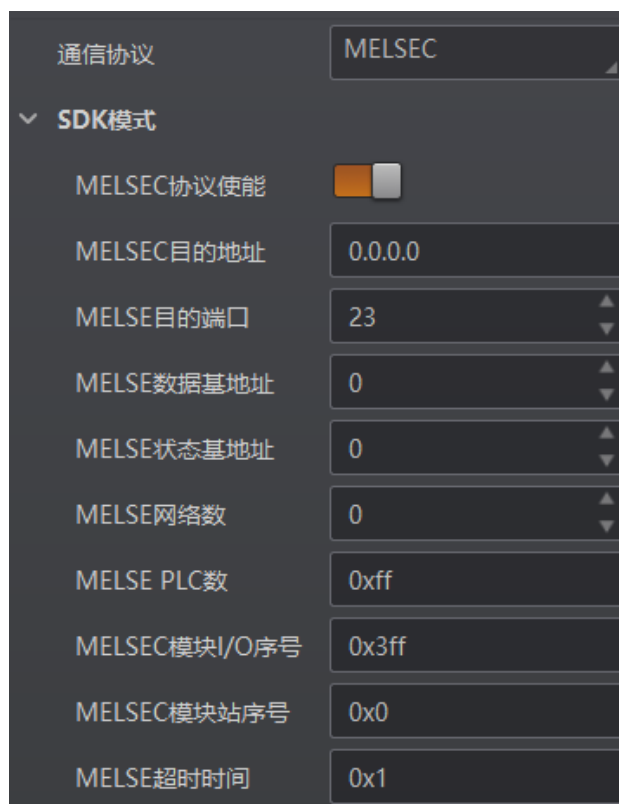 通信协议 MELSEC
SDK模式
MELSEC协议使能
MELSEC目的地址 0.0.0.0
MELSE目的端口 23
MELSE数据基地址 0
MELSE状态基地址 0
MELSE网络数 0
MELSE PLC数 0xff
MELSEC模块I/O序号 0x3ff
MELSEC模块站序号 0x0
MELSE超时时间 0x1